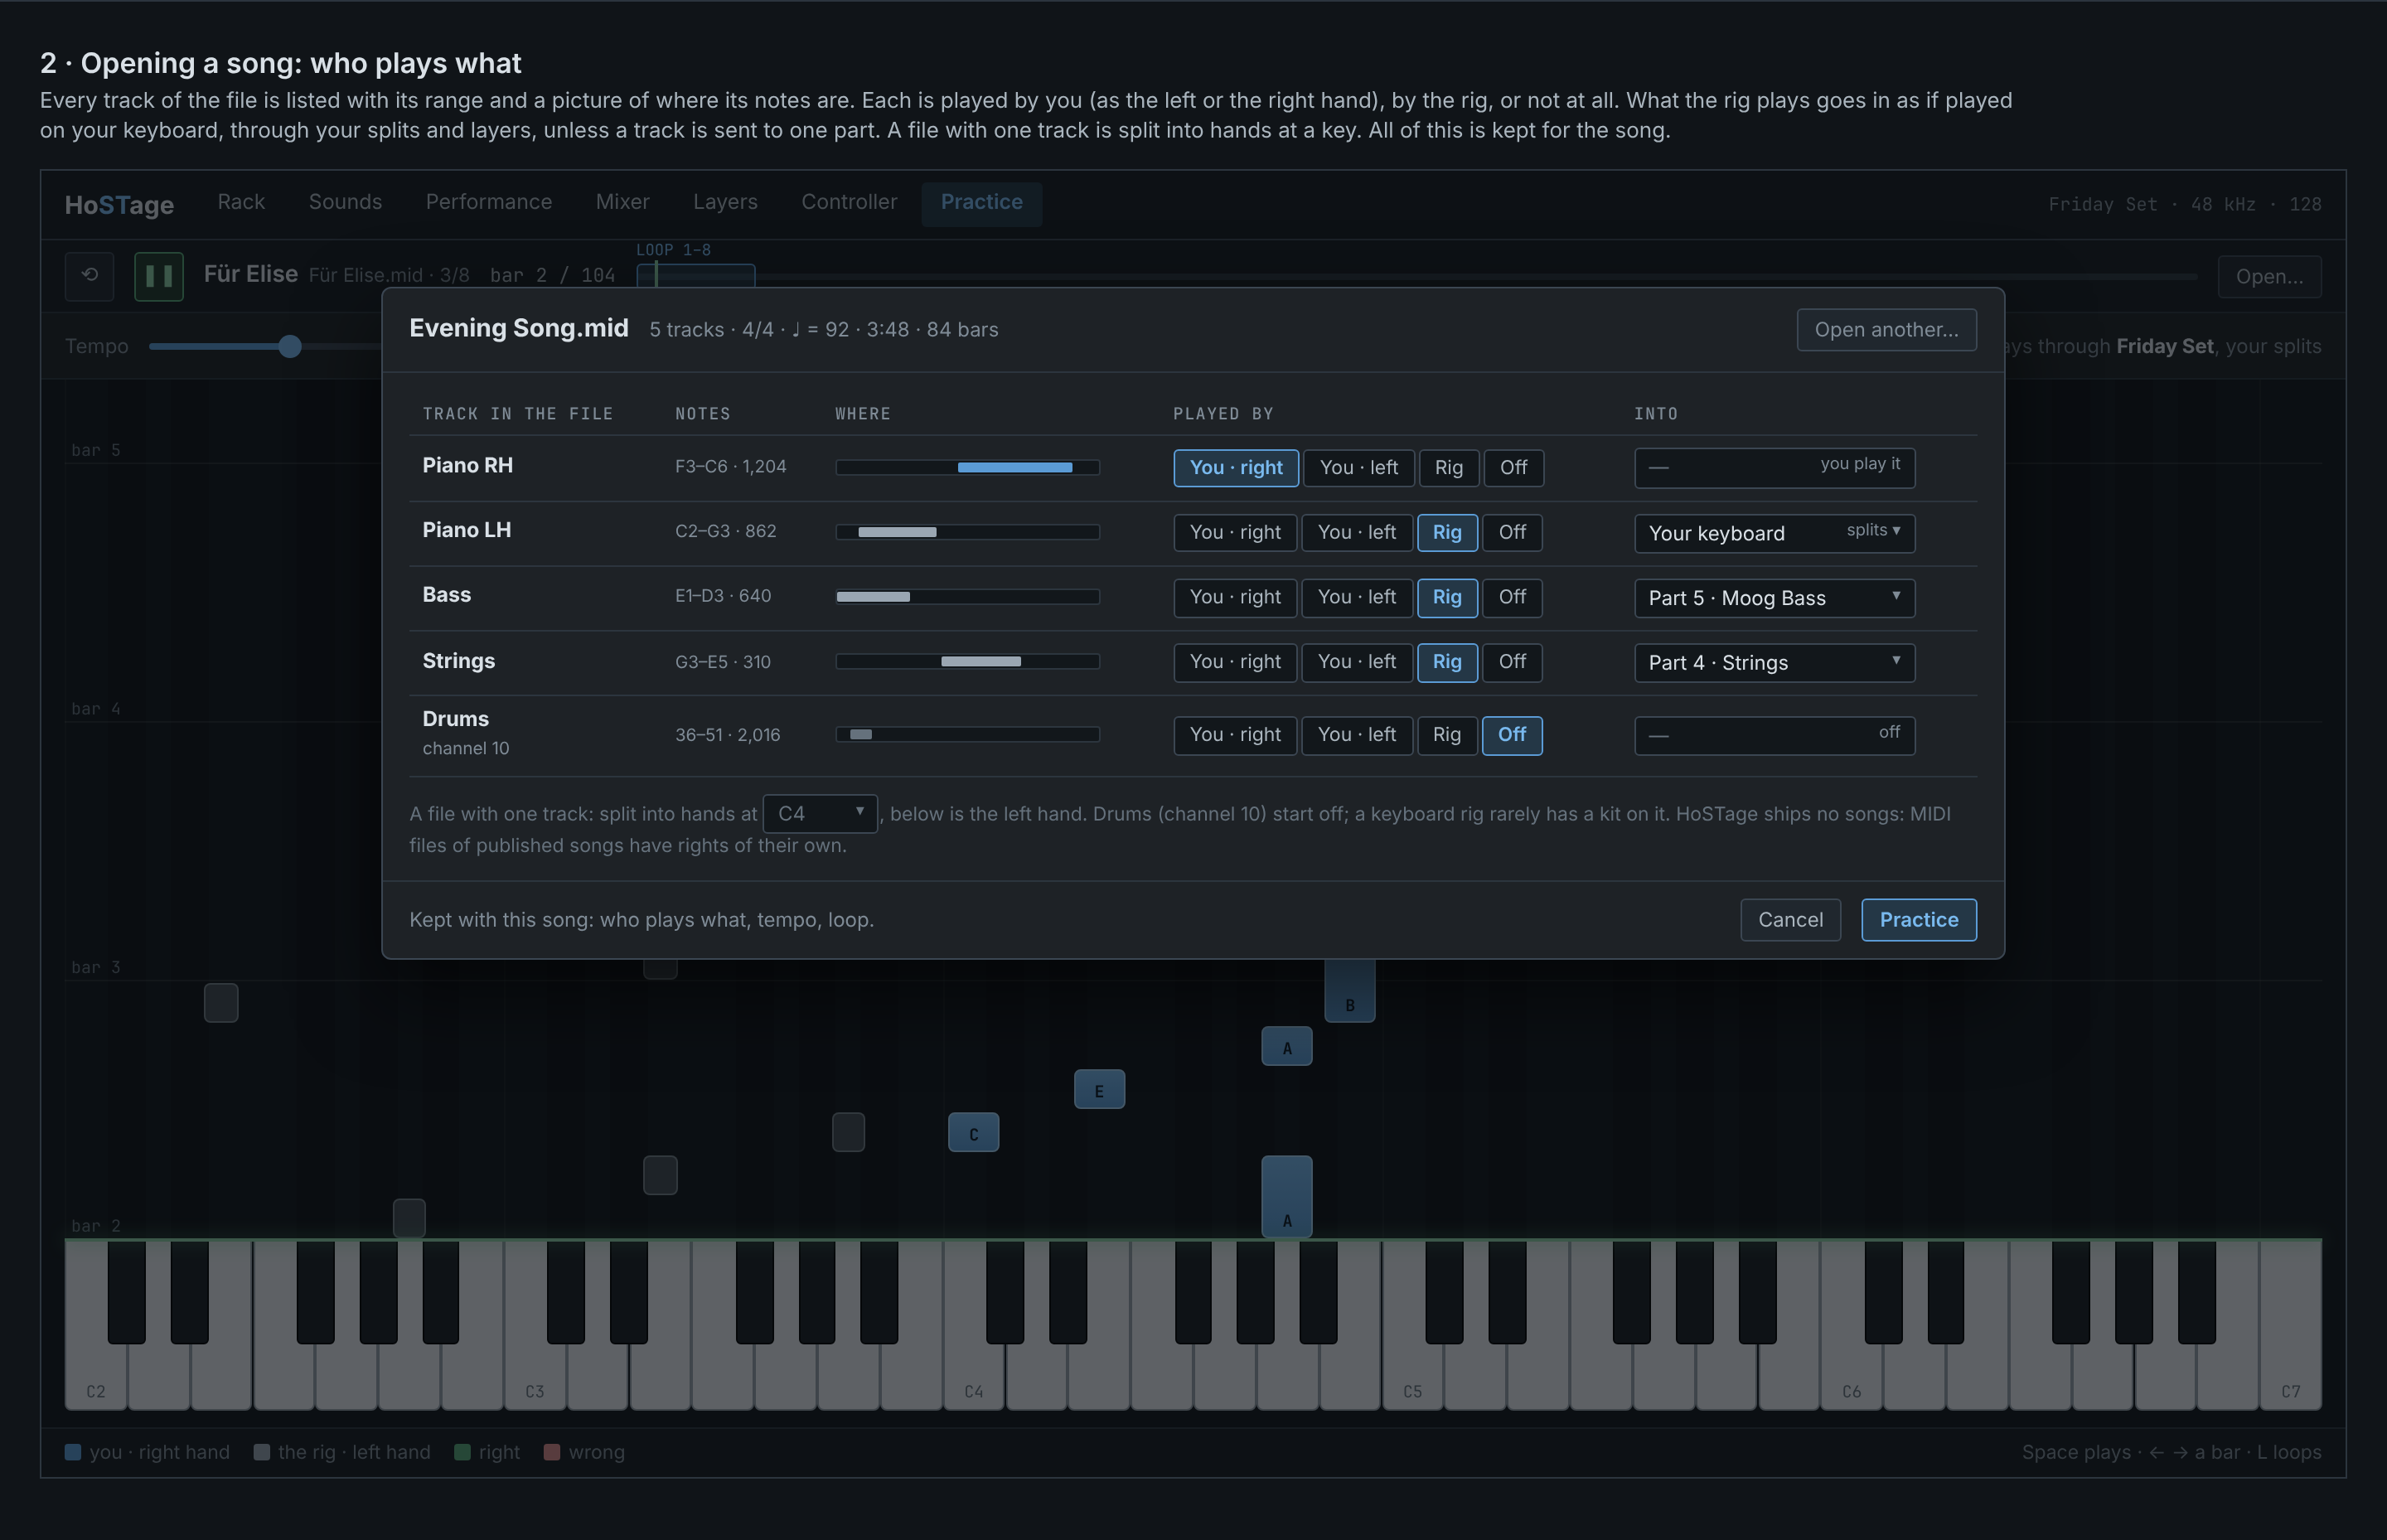 2 · Opening a song: who plays what
Every track of the file is listed with its range and a picture of where its notes are. Each is played by you (as the left or the right hand), by the rig, or not at all. What the rig plays goes in as if played
on your keyboard, through your splits and layers, unless a track is sent to one part. A file with one track is split into hands at a key. All of this is kept for the song.
HoSTage Rack Sounds Performance Mixer Layers Controller Practice Friday Set · 48 kHz · 128
LOOP 1–8
Für Elise Für Elise.mid · 3/8 bar 2 / 104 Open...
Evening Song.mid 5 tracks · 4/4 · ♩ = 92 · 3:48 · 84 bars Open another...
Tempo ays through Friday Set, your splits
TRACK IN THE FILE NOTES WHERE PLAYED BY INTO
bar 5
Piano RH F3–C6 · 1,204 You · right You · left Rig Off — you play it
Piano LH C2–G3 · 862 You · right You · left Rig Off Your keyboard splits ▾
Bass E1–D3 · 640 You · right You · left Rig Off Part 5 · Moog Bass ▾
Strings G3–E5 · 310 You · right You · left Rig Off Part 4 · Strings ▾
bar 4
Drums
channel 10 36–51 · 2,016 You · right You · left Rig Off — off
A file with one track: split into hands at C4 ▾ , below is the left hand. Drums (channel 10) start off; a keyboard rig rarely has a kit on it. HoSTage ships no songs: MIDI
files of published songs have rights of their own.
Kept with this song: who plays what, tempo, loop. Cancel Practice
bar 3
B
A
E
C
A
bar 2
C2 C3 C4 C5 C6 C7
you · right hand the rig · left hand right wrong Space plays · ← → a bar · L loops